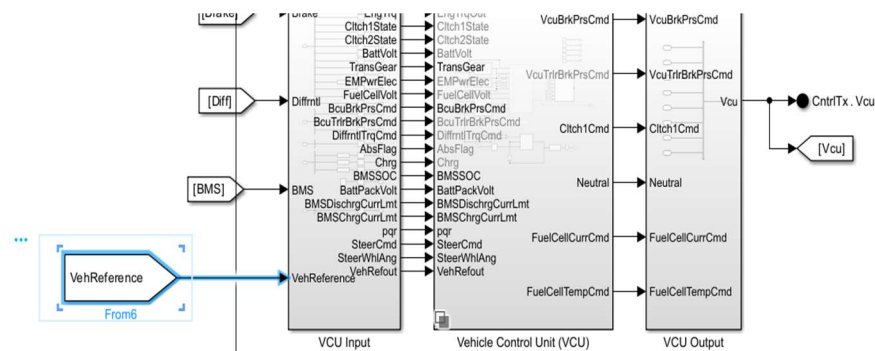 [Brake]
Brake
[Diff]
Diffrntl
[BMS]
BMS
VehReference
From6
VehReference
EngTrq
Cltch1State
Cltch2State
BattVolt
TransGear
EMPwrElec
FuelCellVolt
BcuBrkPrsCmd
BcuTrlrBrkPrsCmd
DiffrntlTrqCmd
AbsFlag
Chrg
BMSSOC
BattPackVolt
BMSDischrgCurrLmt
BMSChrgCurrLmt
pqr
SteerCmd
SteerWhlAng
VehRefout
VCU Input
EngTrqOut
Cltch1State
Cltch2State
BattVolt
TransGear
EMPwrElec
FuelCellVolt
BcuBrkPrsCmd
BcuTrlrBrkPrsCmd
DiffrntlTrqCmd
AbsFlag
Chrg
BMSSOC
BattPackVolt
BMSDischrgCurrLmt
BMSChrgCurrLmt
pqr
SteerCmd
SteerWhlAng
VehRefout
VcuBrkPrsCmd
VcuTrlrBrkPrsCmd
Cltch1Cmd
Neutral
FuelCellCurrCmd
FuelCellTempCmd
Vehicle Control Unit (VCU)
VcuBrkPrsCmd
VcuTrlrBrkPrsCmd
Cltch1Cmd
Neutral
FuelCellCurrCmd
FuelCellTempCmd
Vcu
VCU Output
CntrlTx . Vcu
[Vcu]